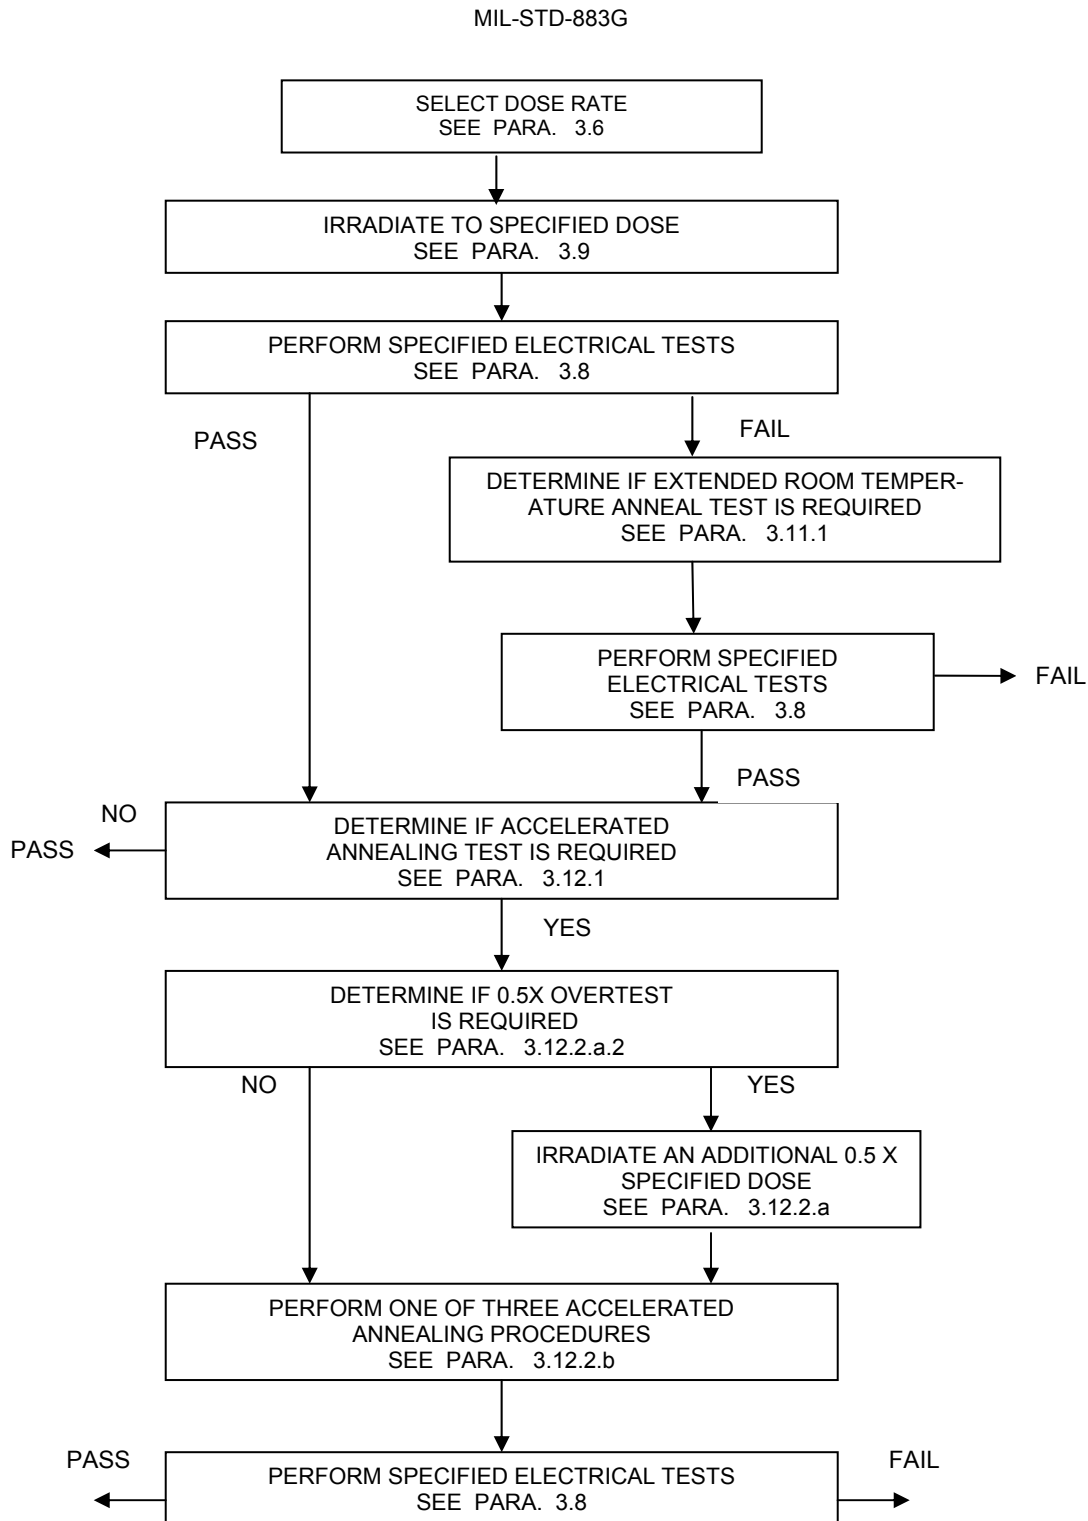 MIL-STD-883G
SELECT DOSE RATE
SEE PARA. 3.6
IRRADIATE TO SPECIFIED DOSE
SEE PARA. 3.9
PERFORM SPECIFIED ELECTRICAL TESTS
SEE PARA. 3.8
PASS
FAIL
DETERMINE IF EXTENDED ROOM TEMPER-
ATURE ANNEAL TEST IS REQUIRED
SEE PARA. 3.11.1
PERFORM SPECIFIED
ELECTRICAL TESTS
SEE PARA. 3.8
FAIL
PASS
NO
PASS
DETERMINE IF ACCELERATED
ANNEALING TEST IS REQUIRED
SEE PARA. 3.12.1
YES
DETERMINE IF 0.5X OVERTEST
IS REQUIRED
SEE PARA. 3.12.2.a.2
NO
YES
IRRADIATE AN ADDITIONAL 0.5 X
SPECIFIED DOSE
SEE PARA. 3.12.2.a
PERFORM ONE OF THREE ACCELERATED
ANNEALING PROCEDURES
SEE PARA. 3.12.2.b
PASS
FAIL
PERFORM SPECIFIED ELECTRICAL TESTS
SEE PARA. 3.8